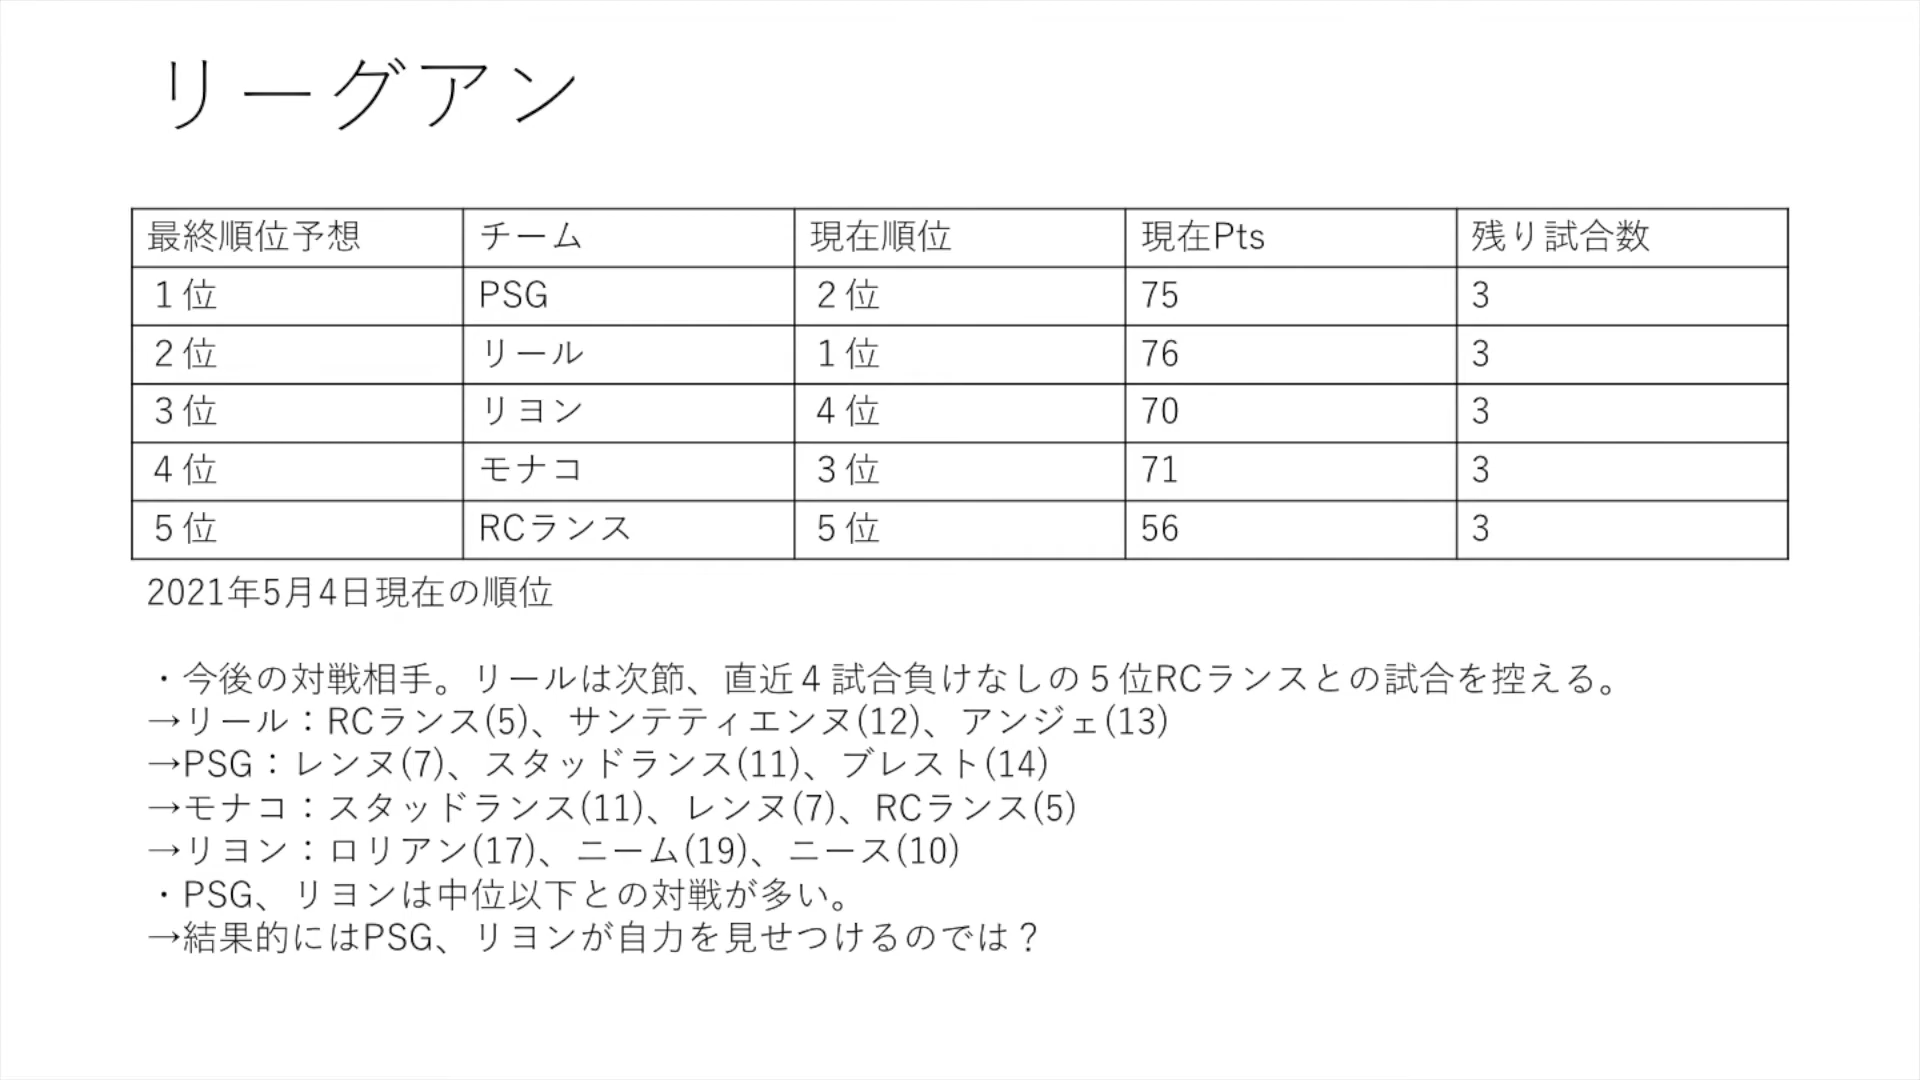 リーグアン
最終順位予想 チーム 現在順位 現在Pts 残り試合数
１位 PSG ２位 75 3
２位 リール １位 76 3
３位 リヨン ４位 70 3
４位 モナコ ３位 71 3
５位 RCランス ５位 56 3
2021年5月4日現在の順位
・今後の対戦相手。リールは次節、直近４試合負けなしの５位RCランスとの試合を控える。
→リール：RCランス(5)、サンテティエンヌ(12)、アンジェ(13)
→PSG：レンヌ(7)、スタッドランス(11)、ブレスト(14)
→モナコ：スタッドランス(11)、レンヌ(7)、RCランス(5)
→リヨン：ロリアン(17)、ニーム(19)、ニース(10)
・PSG、リヨンは中位以下との対戦が多い。
→結果的にはPSG、リヨンが自力を見せつけるのでは？